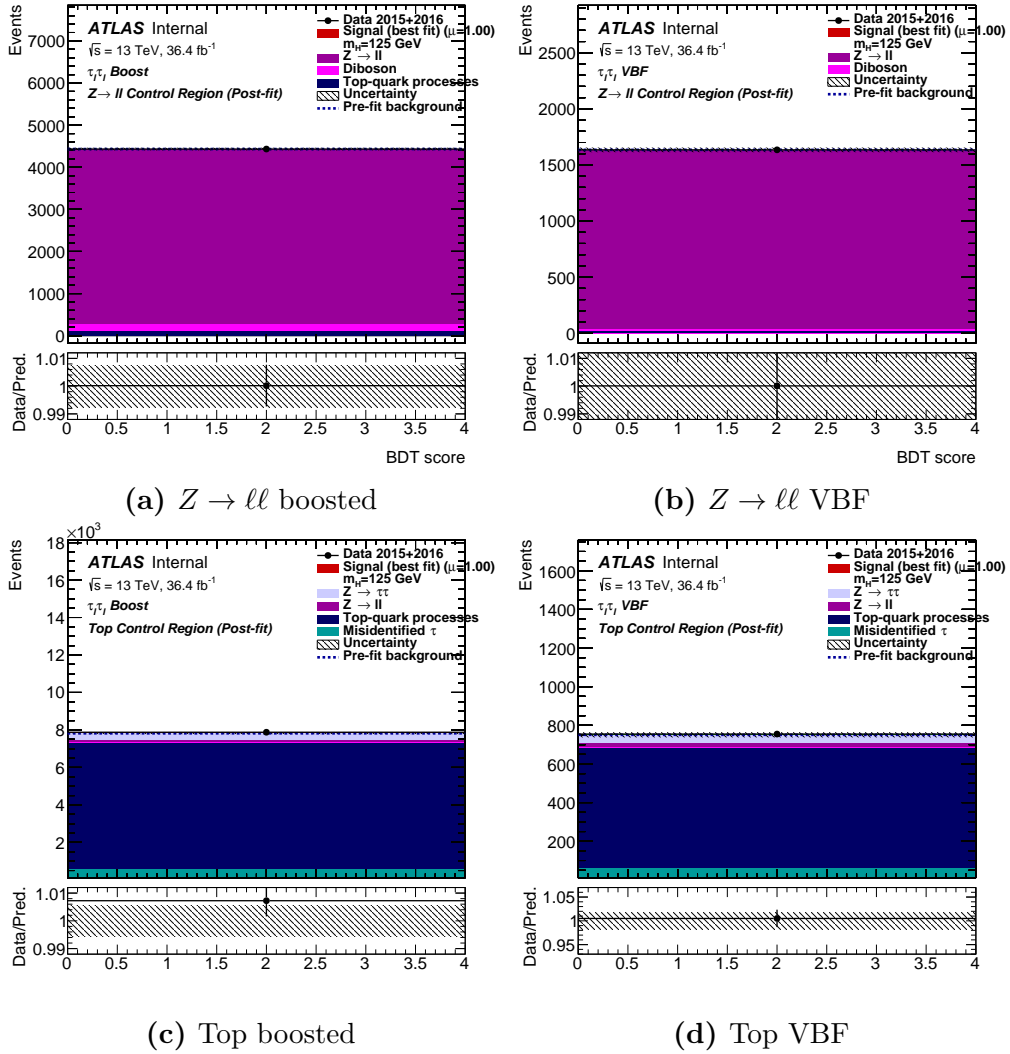 Events
7000
6000
5000
4000
3000
2000
1000
0
ATLAS Internal
√s = 13 TeV, 36.4 fb⁻¹
τₗτₗ Boost
Z→ ll Control Region (Post-fit)
Data 2015+2016
Signal (best fit) (μ=1.00)
m_H=125 GeV
Z → ll
Diboson
Top-quark processes
Uncertainty
Pre-fit background
Data/Pred.
1.01
1
0.99
0 0.5 1 1.5 2 2.5 3 3.5 4
BDT score
(a) Z → ℓℓ boosted
Events
2500
2000
1500
1000
500
0
ATLAS Internal
√s = 13 TeV, 36.4 fb⁻¹
τₗτₗ VBF
Z→ ll Control Region (Post-fit)
Data 2015+2016
Signal (best fit) (μ=1.00)
m_H=125 GeV
Z → ll
Diboson
Top-quark processes
Uncertainty
Pre-fit background
Data/Pred.
1.01
1
0.99
0 0.5 1 1.5 2 2.5 3 3.5 4
BDT score
(b) Z → ℓℓ VBF
×10³
Events
18
16
14
12
10
8
6
4
2
ATLAS Internal
√s = 13 TeV, 36.4 fb⁻¹
τₗτₗ Boost
Top Control Region (Post-fit)
Data 2015+2016
Signal (best fit) (μ=1.00)
m_H=125 GeV
Z → ττ
Z → ll
Top-quark processes
Misidentified τ
Uncertainty
Pre-fit background
Data/Pred.
1.01
1
0.99
0 0.5 1 1.5 2 2.5 3 3.5 4
(c) Top boosted
Events
1600
1400
1200
1000
800
600
400
200
ATLAS Internal
√s = 13 TeV, 36.4 fb⁻¹
τₗτₗ VBF
Top Control Region (Post-fit)
Data 2015+2016
Signal (best fit) (μ=1.00)
m_H=125 GeV
Z → ττ
Z → ll
Top-quark processes
Misidentified τ
Uncertainty
Pre-fit background
Data/Pred.
1.05
1
0.95
0 0.5 1 1.5 2 2.5 3 3.5 4
(d) Top VBF